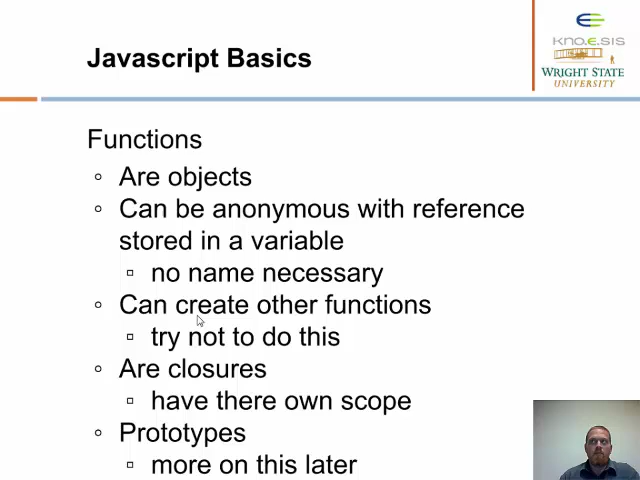 Javascript Basics
kno.e.sis
WRIGHT STATE
UNIVERSITY
Functions
Are objects
Can be anonymous with reference
stored in a variable
no name necessary
Can create other functions
try not to do this
Are closures
have there own scope
Prototypes
more on this later